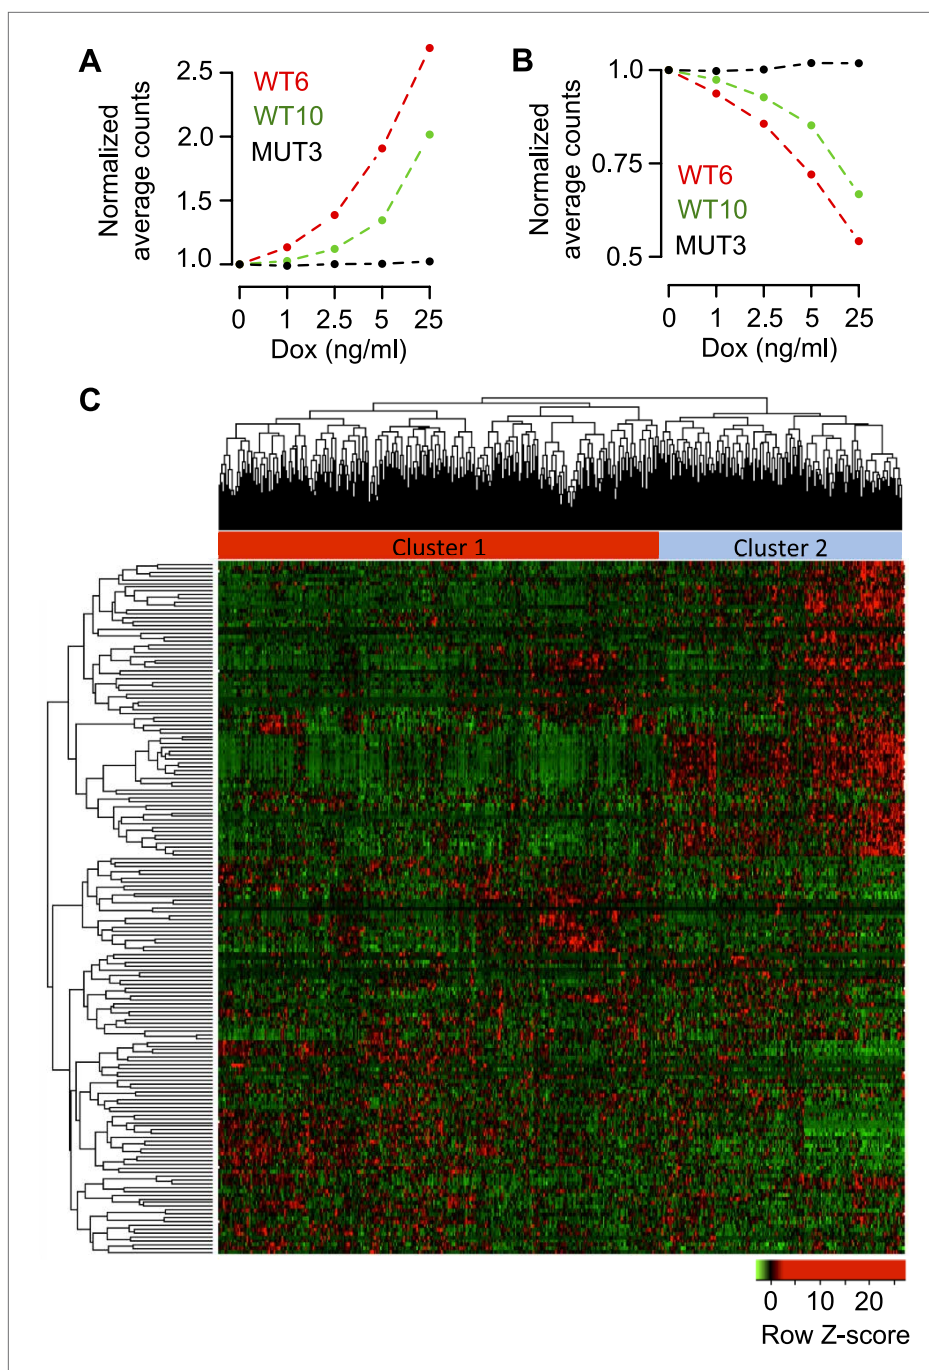 A
Normalized
average counts
2.5
2.0
1.5
1.0
WT6
WT10
MUT3
0 1 2.5 5 25
Dox (ng/ml)
B
Normalized
average counts
1.0
0.75
0.5
WT6
WT10
MUT3
0 1 2.5 5 25
Dox (ng/ml)
C
Cluster 1 Cluster 2
0 10 20
Row Z-score